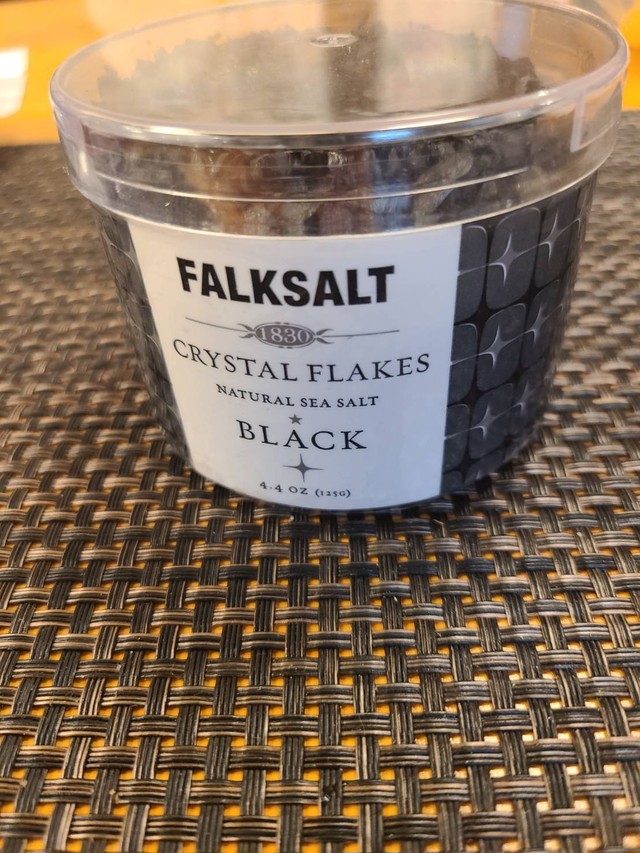 FALKSALT
1830
CRYSTAL FLAKES
NATURAL SEA SALT
BLACK
4.4 OZ (125G)